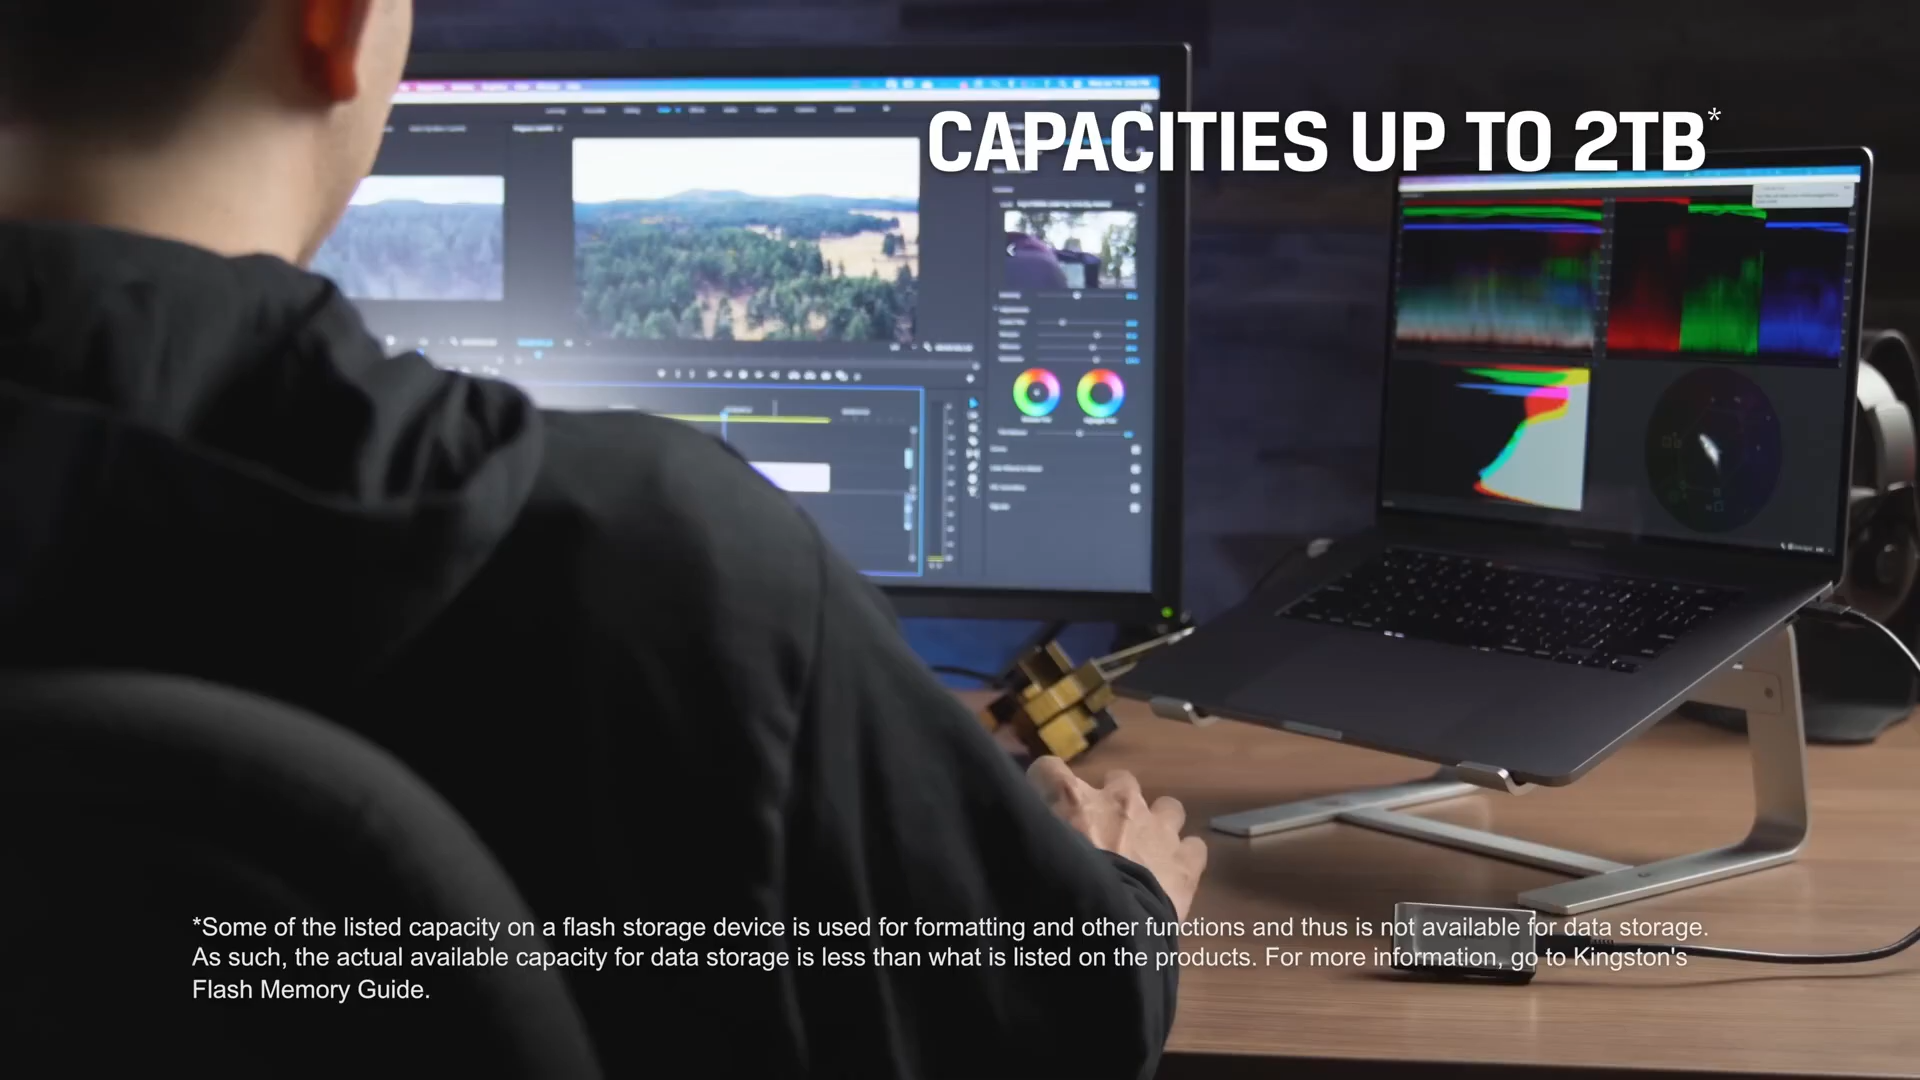 CAPACITIES UP TO 2TB*
*Some of the listed capacity on a flash storage device is used for formatting and other functions and thus is not available for data storage.
As such, the actual available capacity for data storage is less than what is listed on the products. For more information, go to Kingston's
Flash Memory Guide.